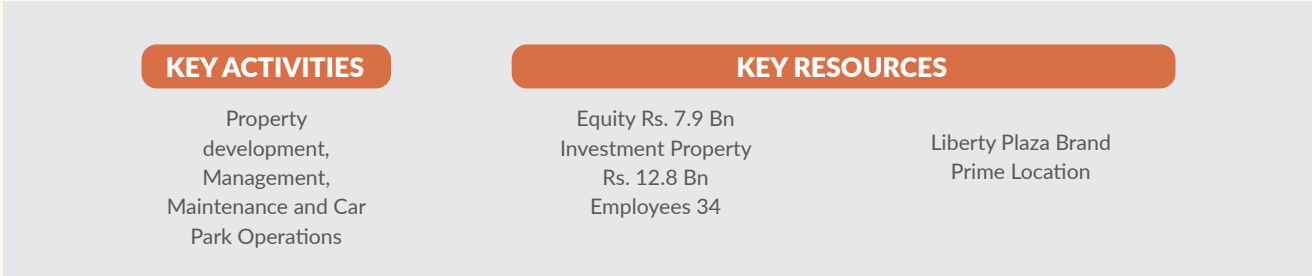 KEY ACTIVITIES
Property
development,
Management,
Maintenance and Car
Park Operations
KEY RESOURCES
Equity Rs. 7.9 Bn
Investment Property
Rs. 12.8 Bn
Employees 34
Liberty Plaza Brand
Prime Location